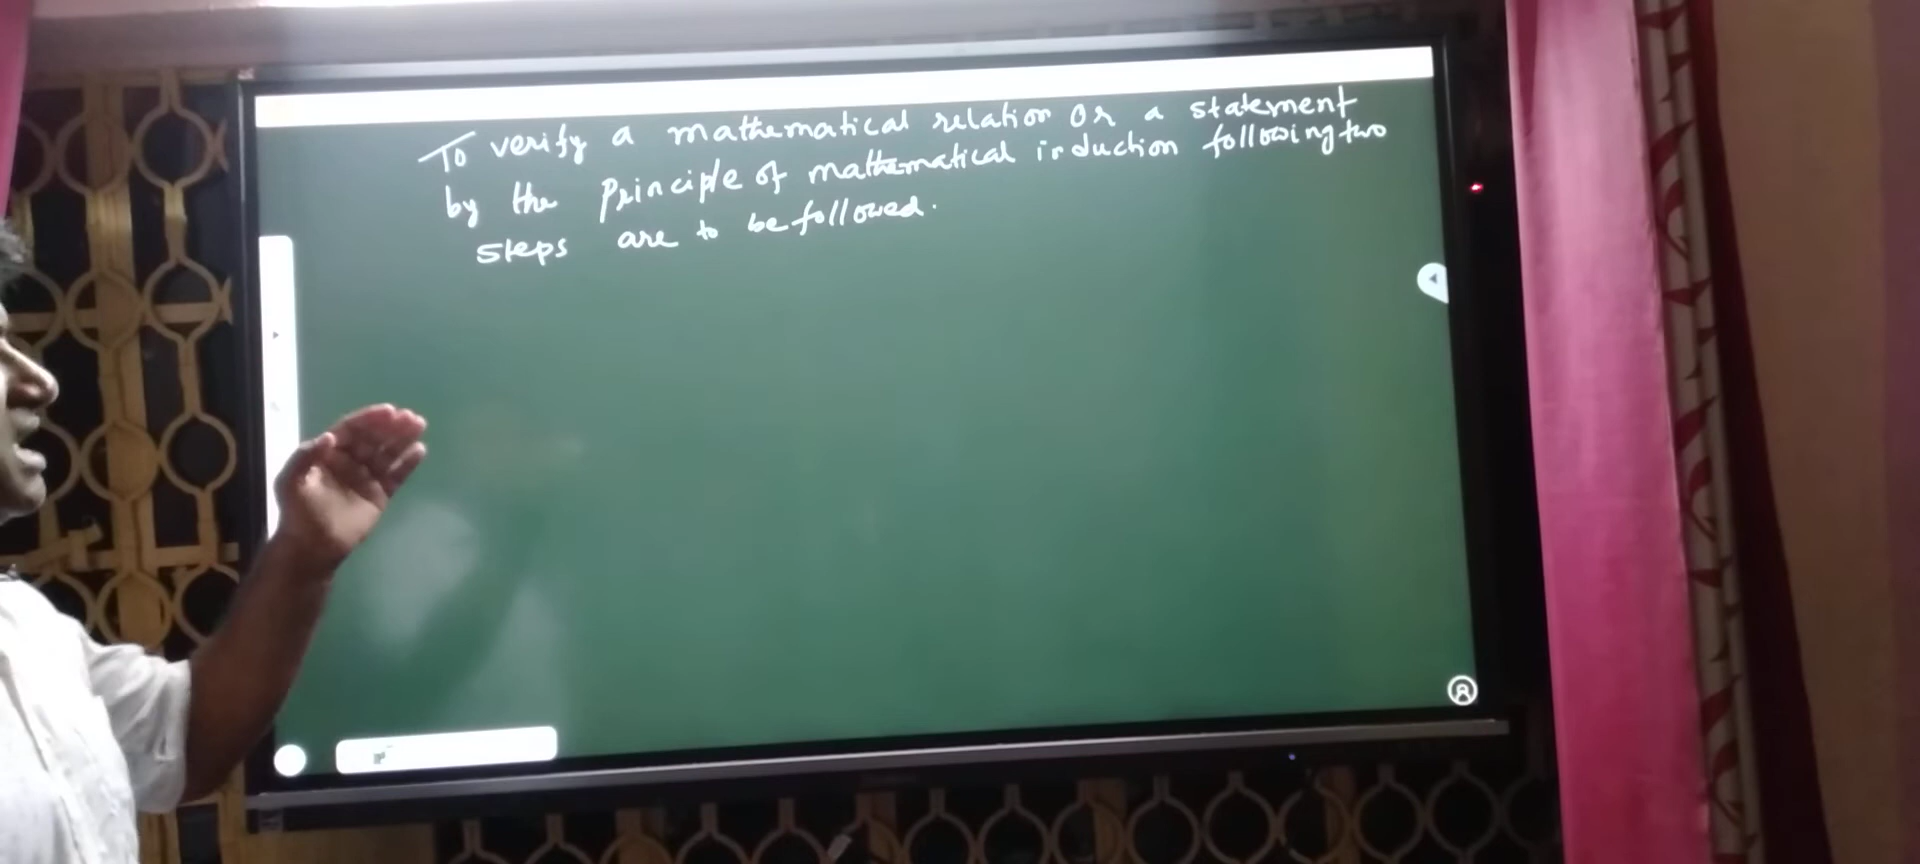 To verify a mathematical relation or a statement
by the principle of mathematical induction following two
steps are to be followed.